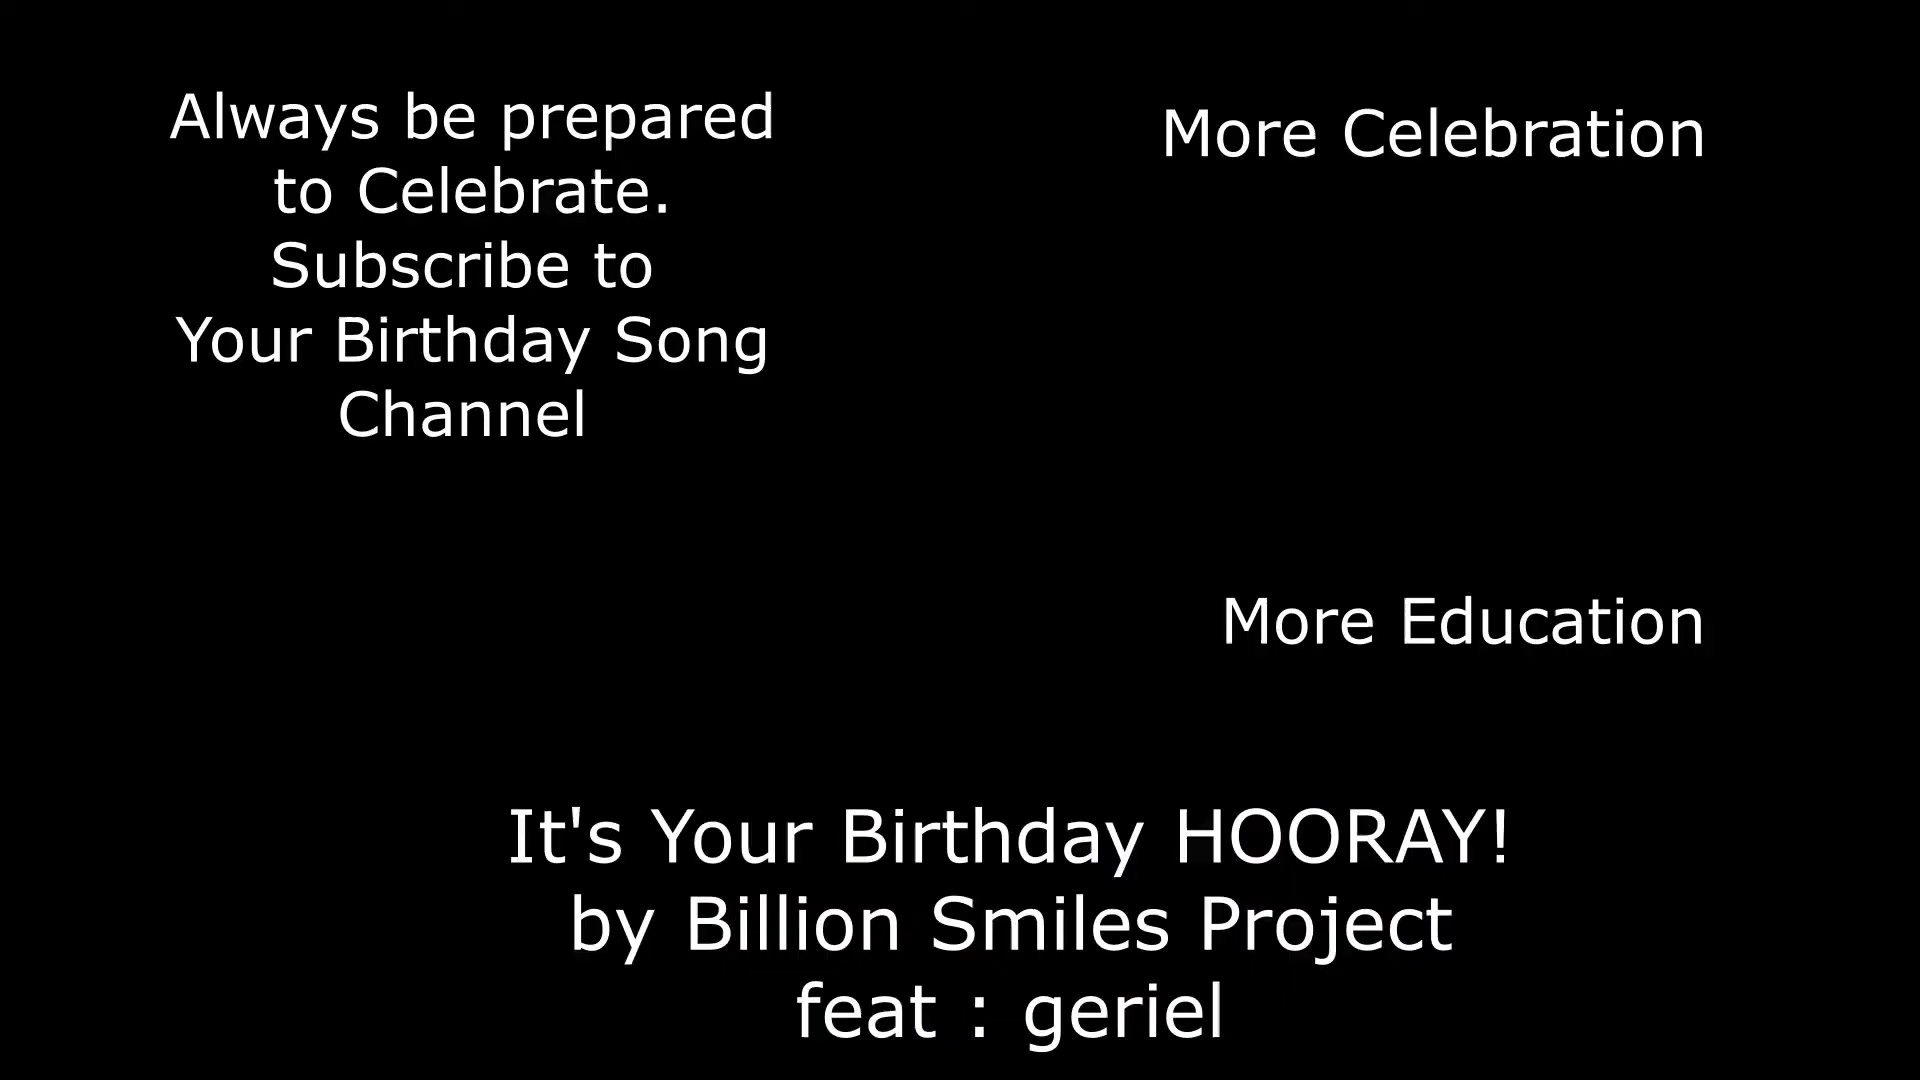 Always be prepared
to Celebrate.
Subscribe to
Your Birthday Song
Channel
More Celebration
More Education
It's Your Birthday HOORAY!
by Billion Smiles Project
feat : geriel